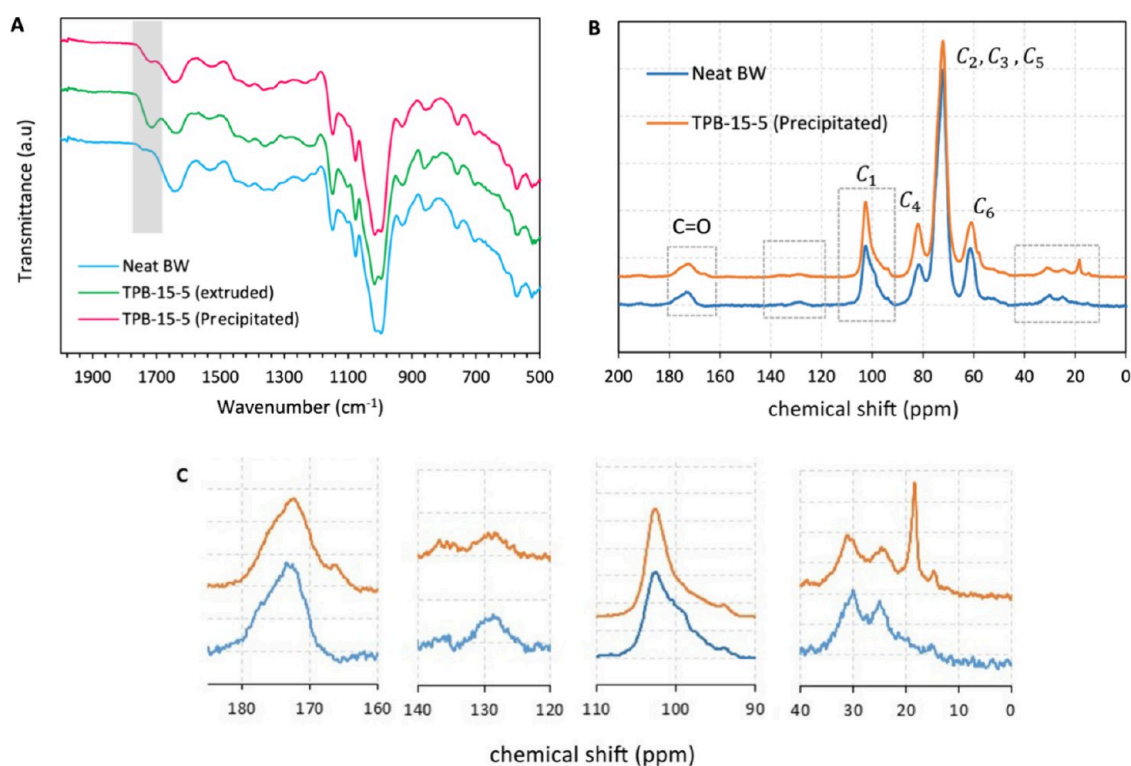 A
Transmittance (a.u)
Neat BW
TPB-15-5 (extruded)
TPB-15-5 (Precipitated)
1900 1700 1500 1300 1100 900 700 500
Wavenumber (cm⁻¹)
B
Neat BW
TPB-15-5 (Precipitated)
C₂, C₃ , C₅
C₁
C₄
C₆
C=O
200 180 160 140 120 100 80 60 40 20 0
chemical shift (ppm)
C
180 170 160
140 130 120
110 100 90
40 30 20 10 0
chemical shift (ppm)